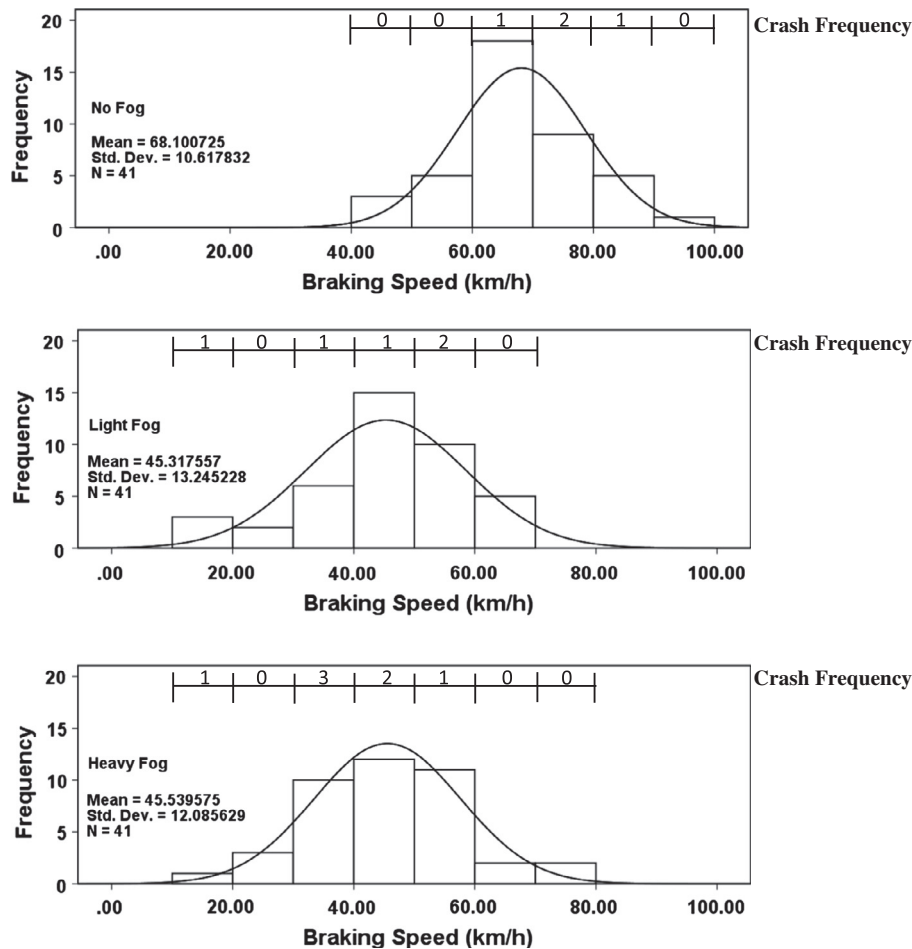 0 0 1 2 1 0 Crash Frequency
20
15
10
5
0
Frequency
No Fog
Mean = 68.100725
Std. Dev. = 10.617832
N = 41
.00 20.00 40.00 60.00 80.00 100.00
Braking Speed (km/h)
1 0 1 1 2 0 Crash Frequency
20
15
10
5
0
Frequency
Light Fog
Mean = 45.317557
Std. Dev. = 13.245228
N = 41
.00 20.00 40.00 60.00 80.00 100.00
Braking Speed (km/h)
1 0 3 2 1 0 0 Crash Frequency
20
15
10
5
0
Frequency
Heavy Fog
Mean = 45.539575
Std. Dev. = 12.085629
N = 41
.00 20.00 40.00 60.00 80.00 100.00
Braking Speed (km/h)